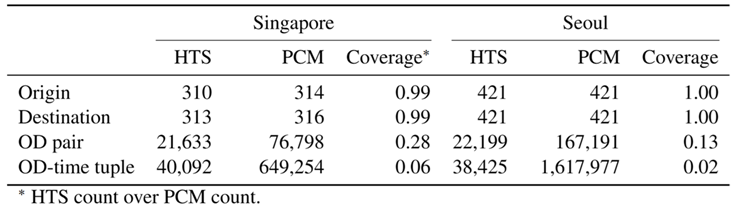 Singapore Seoul
HTS PCM Coverage* HTS PCM Coverage
Origin 310 314 0.99 421 421 1.00
Destination 313 316 0.99 421 421 1.00
OD pair 21,633 76,798 0.28 22,199 167,191 0.13
OD-time tuple 40,092 649,254 0.06 38,425 1,617,977 0.02
* HTS count over PCM count.